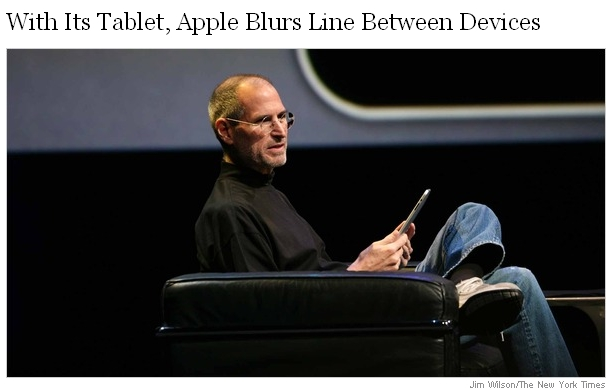 With Its Tablet, Apple Blurs Line Between Devices
Jim Wilson/The New York Times